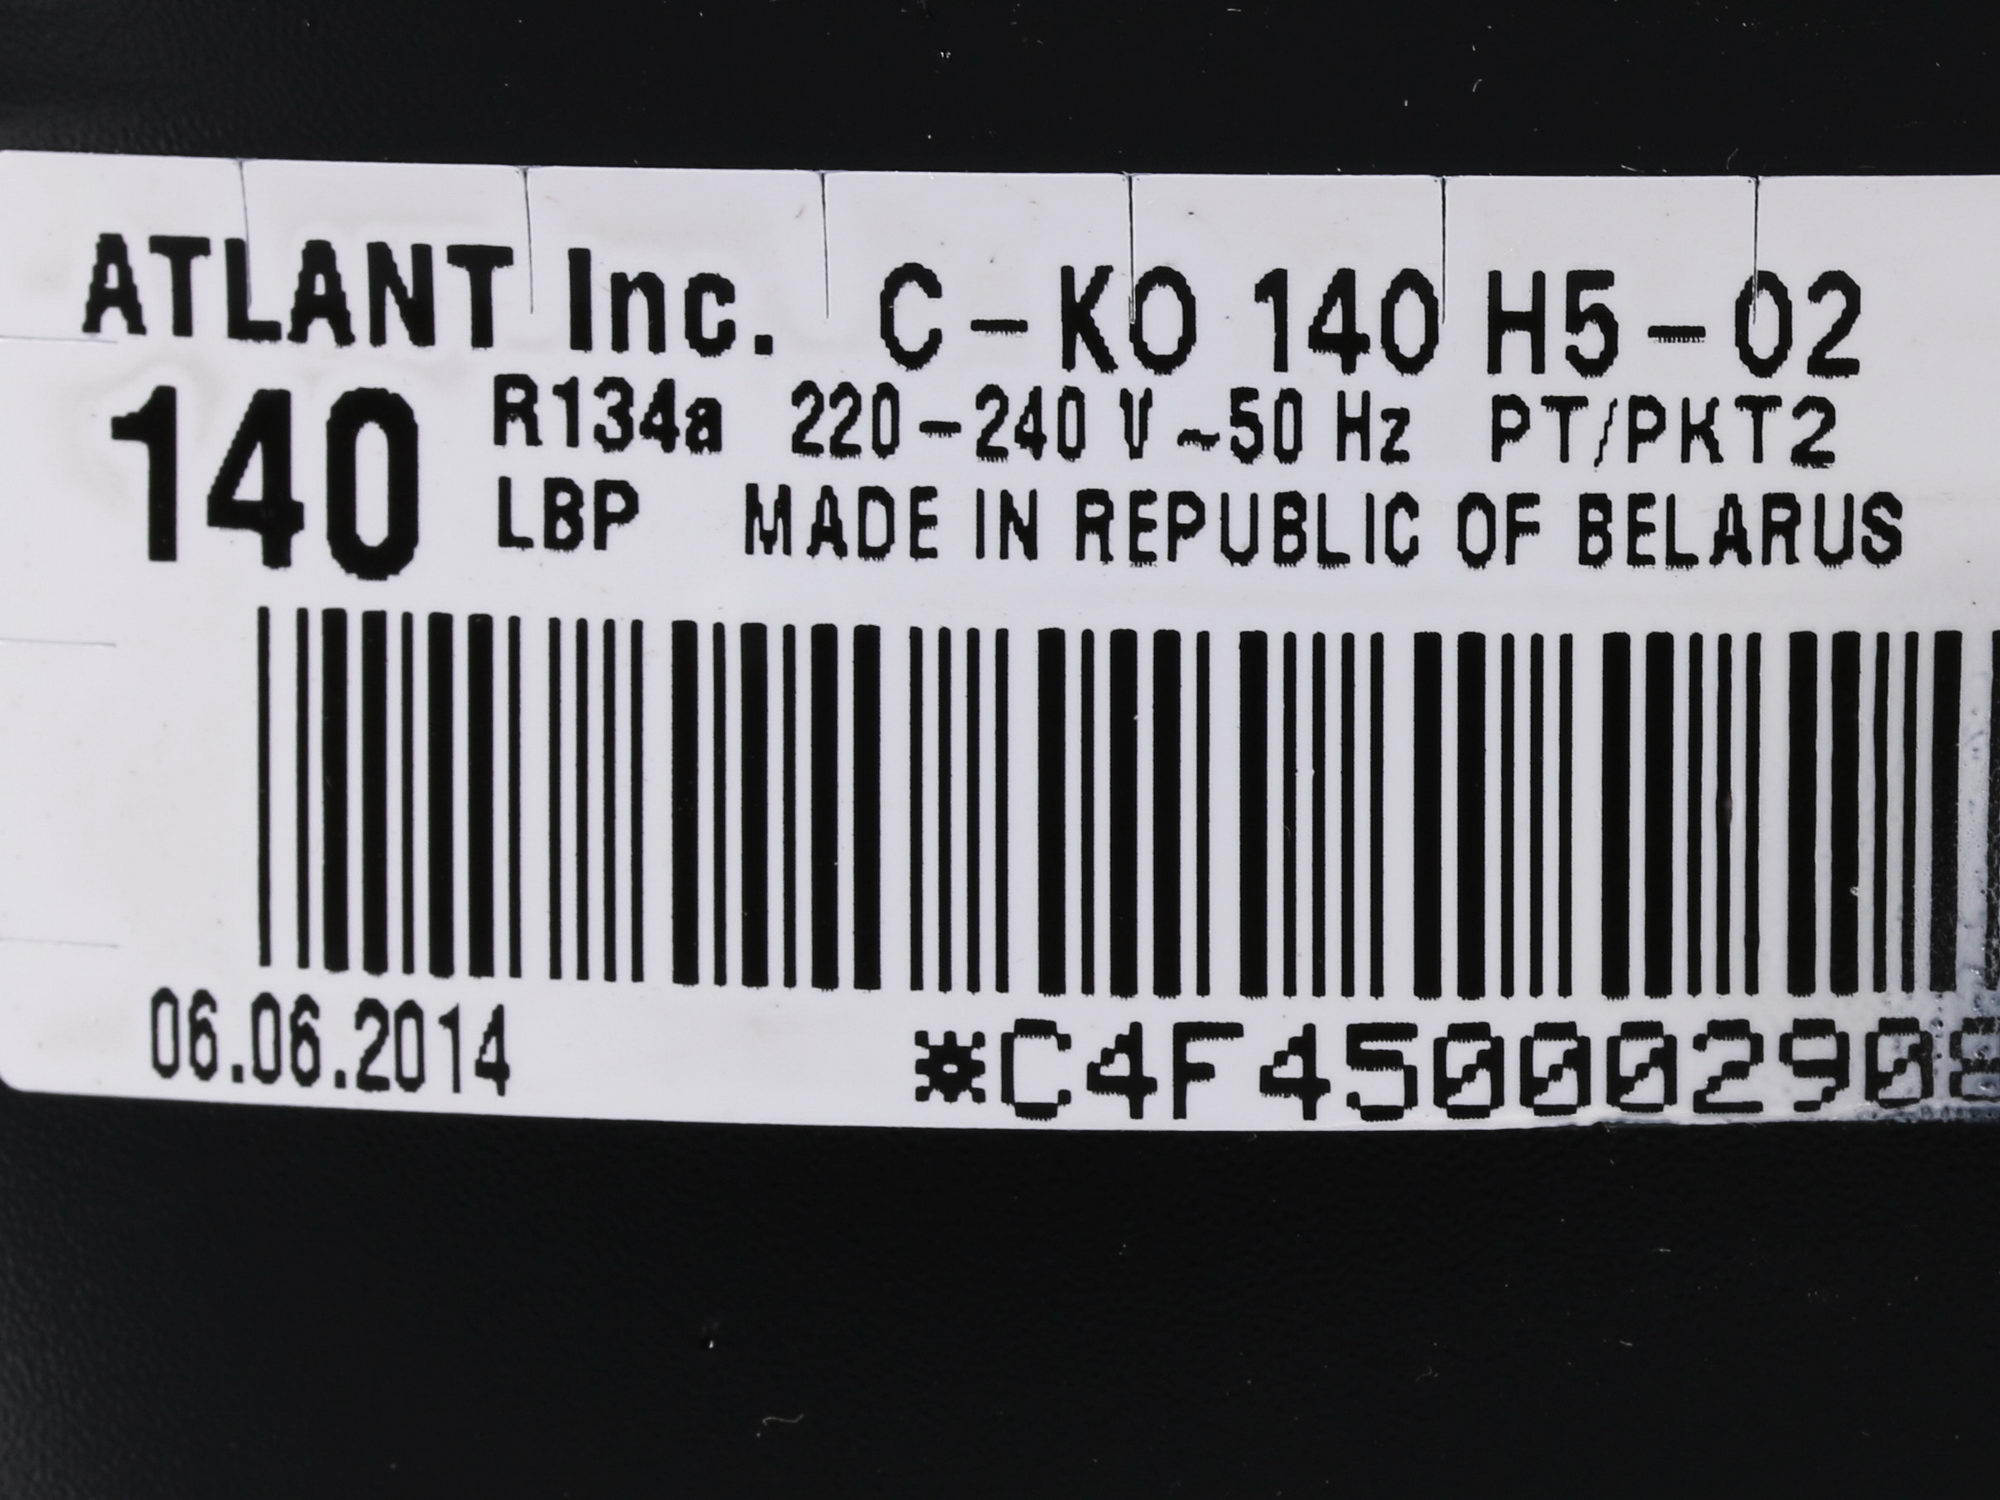 ATLANT Inc. C-KO 140 H5-02
140 R134a 220-240 V ~50 Hz PT/PKT2
LBP MADE IN REPUBLIC OF BELARUS
06.06.2014 *C4F450002908